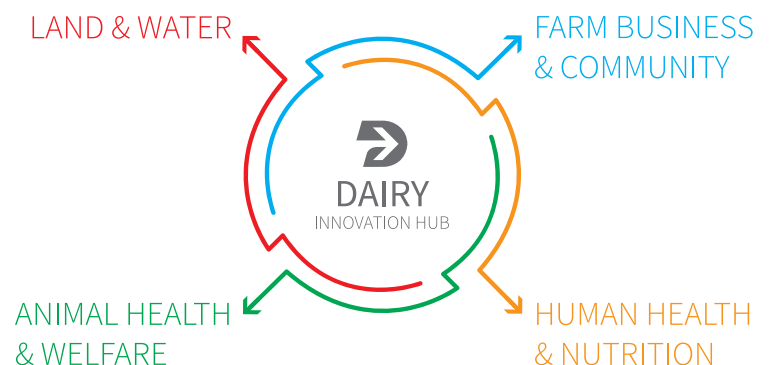 LAND & WATER
FARM BUSINESS
& COMMUNITY
DAIRY
INNOVATION HUB
ANIMAL HEALTH
& WELFARE
HUMAN HEALTH
& NUTRITION